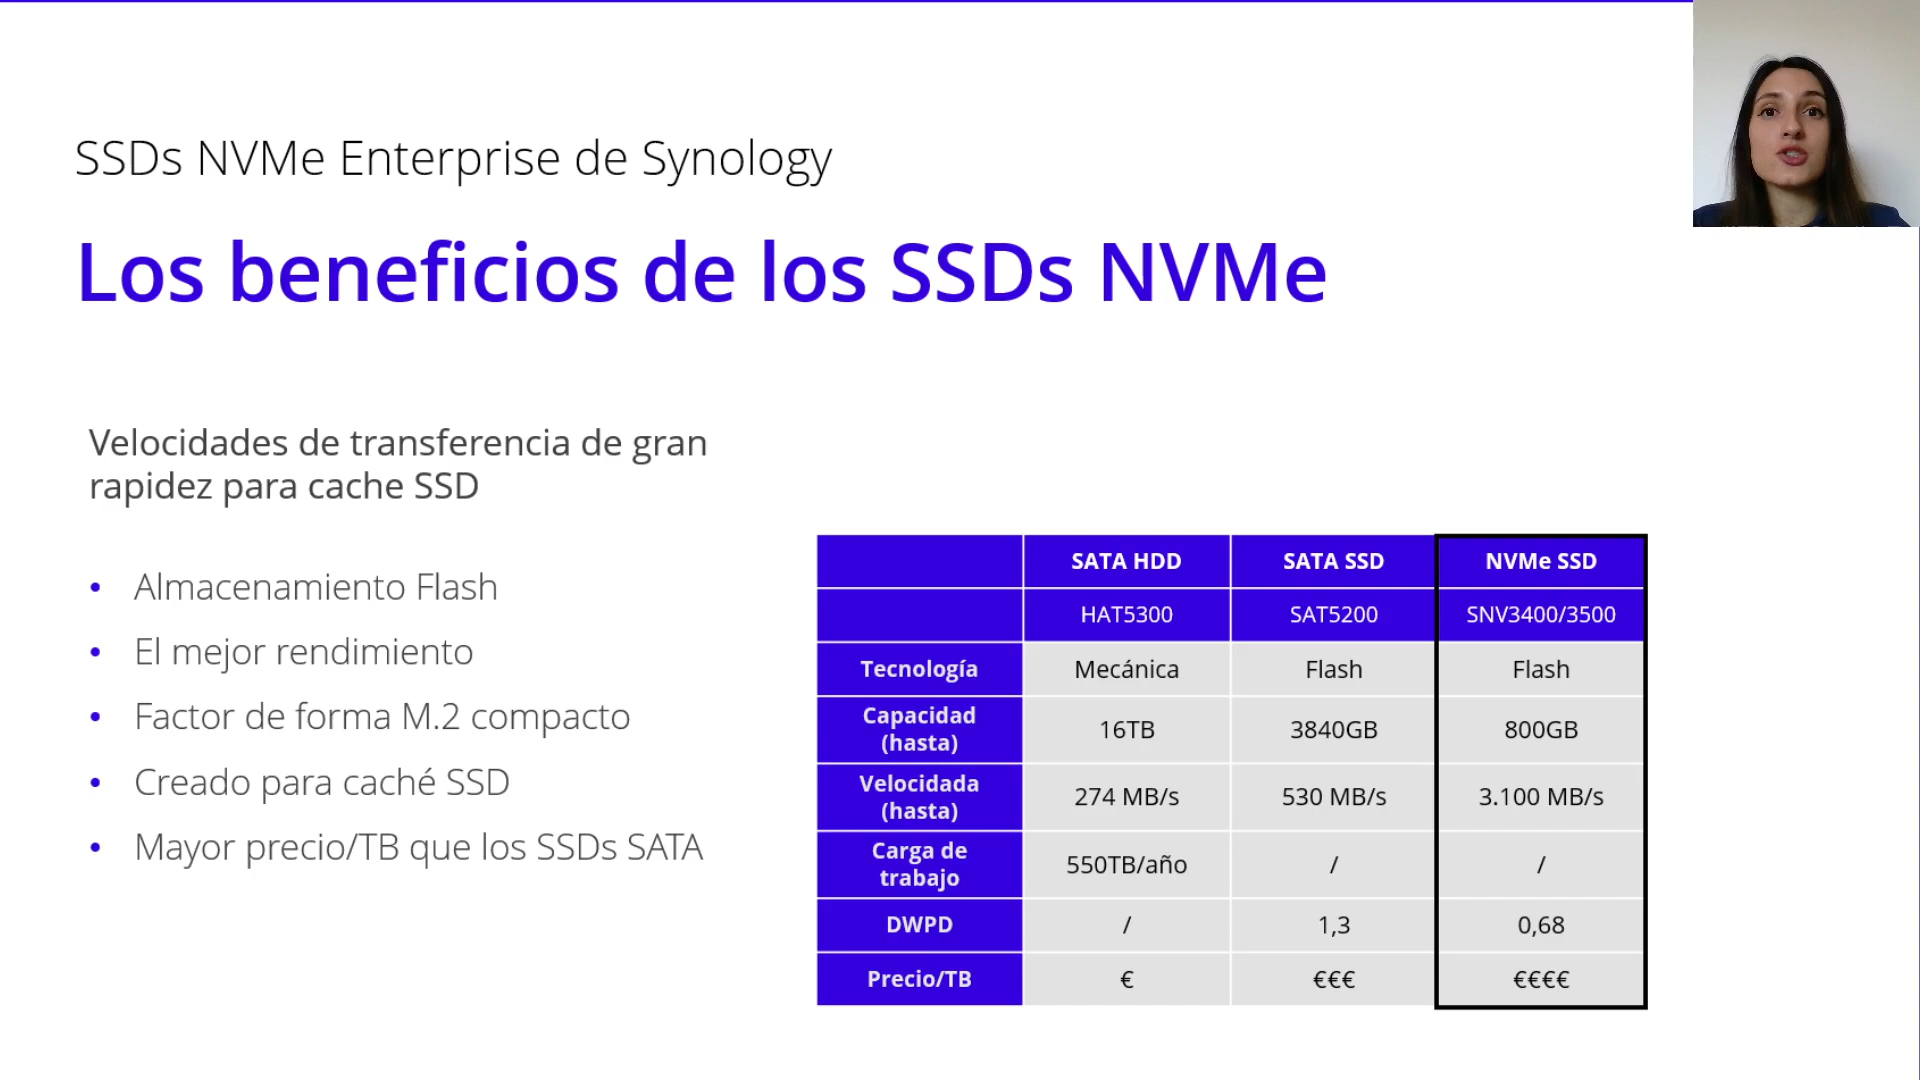 SSDs NVMe Enterprise de Synology
Los beneficios de los SSDs NVMe
Velocidades de transferencia de gran
rapidez para cache SSD
• Almacenamiento Flash
• El mejor rendimiento
• Factor de forma M.2 compacto
• Creado para caché SSD
• Mayor precio/TB que los SSDs SATA
SATA HDD SATA SSD NVMe SSD
HAT5300 SAT5200 SNV3400/3500
Tecnología Mecánica Flash Flash
Capacidad
(hasta) 16TB 3840GB 800GB
Velocidada
(hasta) 274 MB/s 530 MB/s 3.100 MB/s
Carga de
trabajo 550TB/año / /
DWPD / 1,3 0,68
Precio/TB € €€€ €€€€